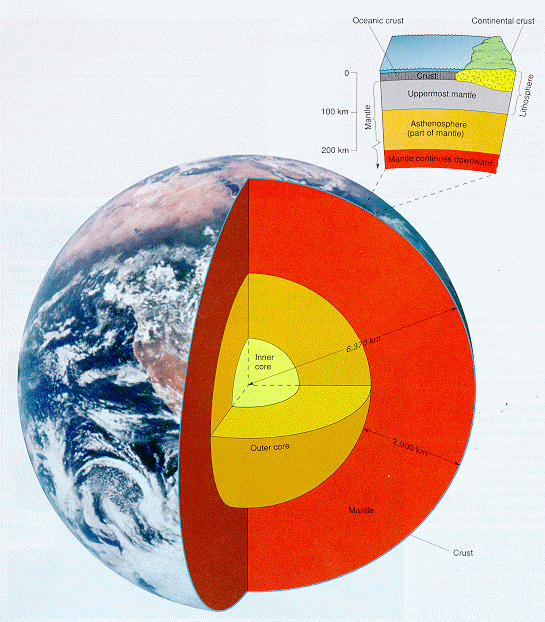 Oceanic crust
Continental crust
0
Crust
Uppermost mantle
Lithosphere
Mantle
100 km
Asthenosphere
(part of mantle)
200 km
Mantle continues downward
6,370 km
Inner
core
Outer core
2,900 km
Mantle
Crust